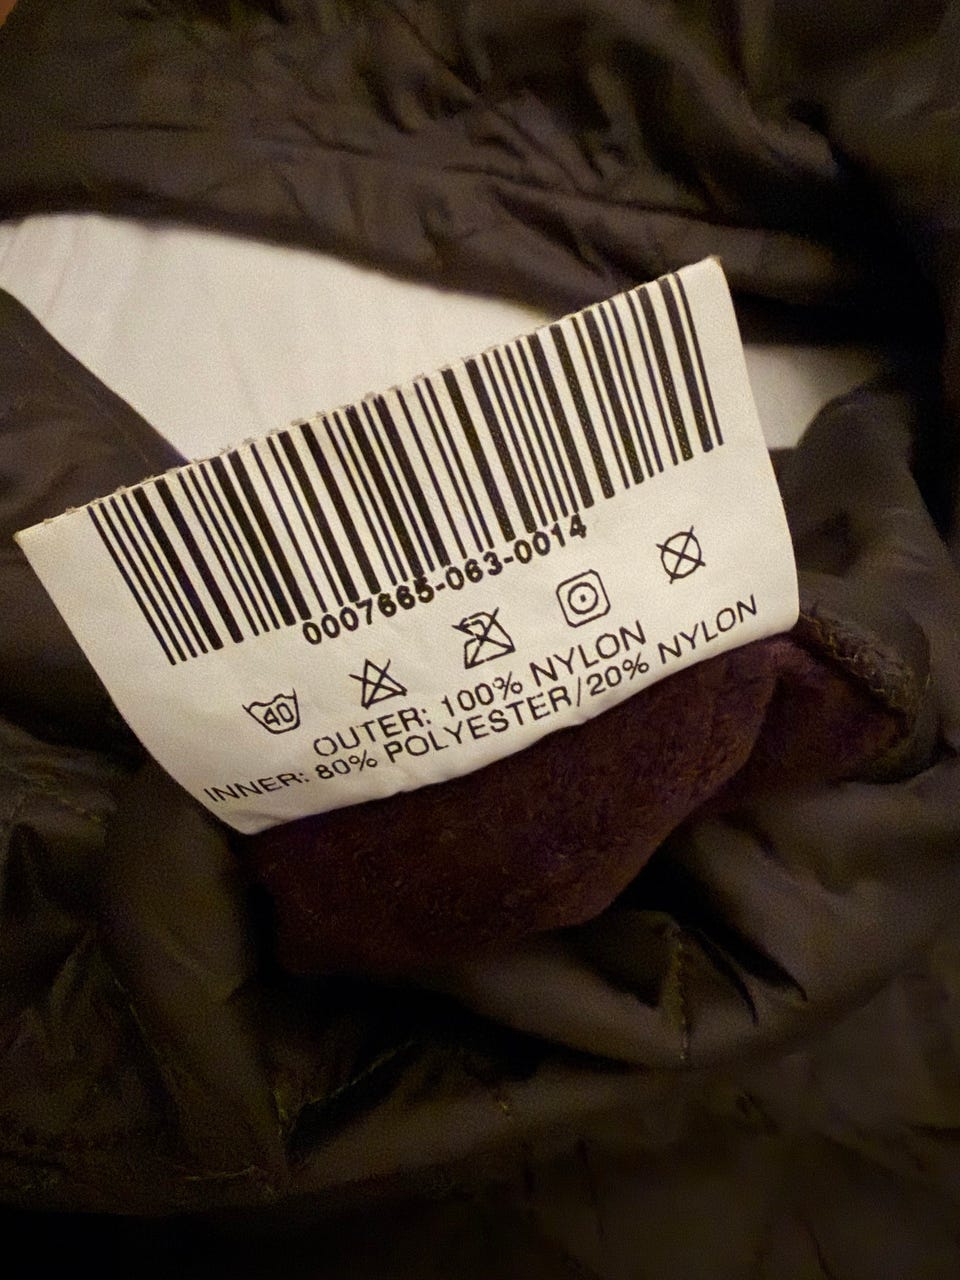 0007665-063-0014
40
OUTER: 100% NYLON
INNER: 80% POLYESTER/20% NYLON